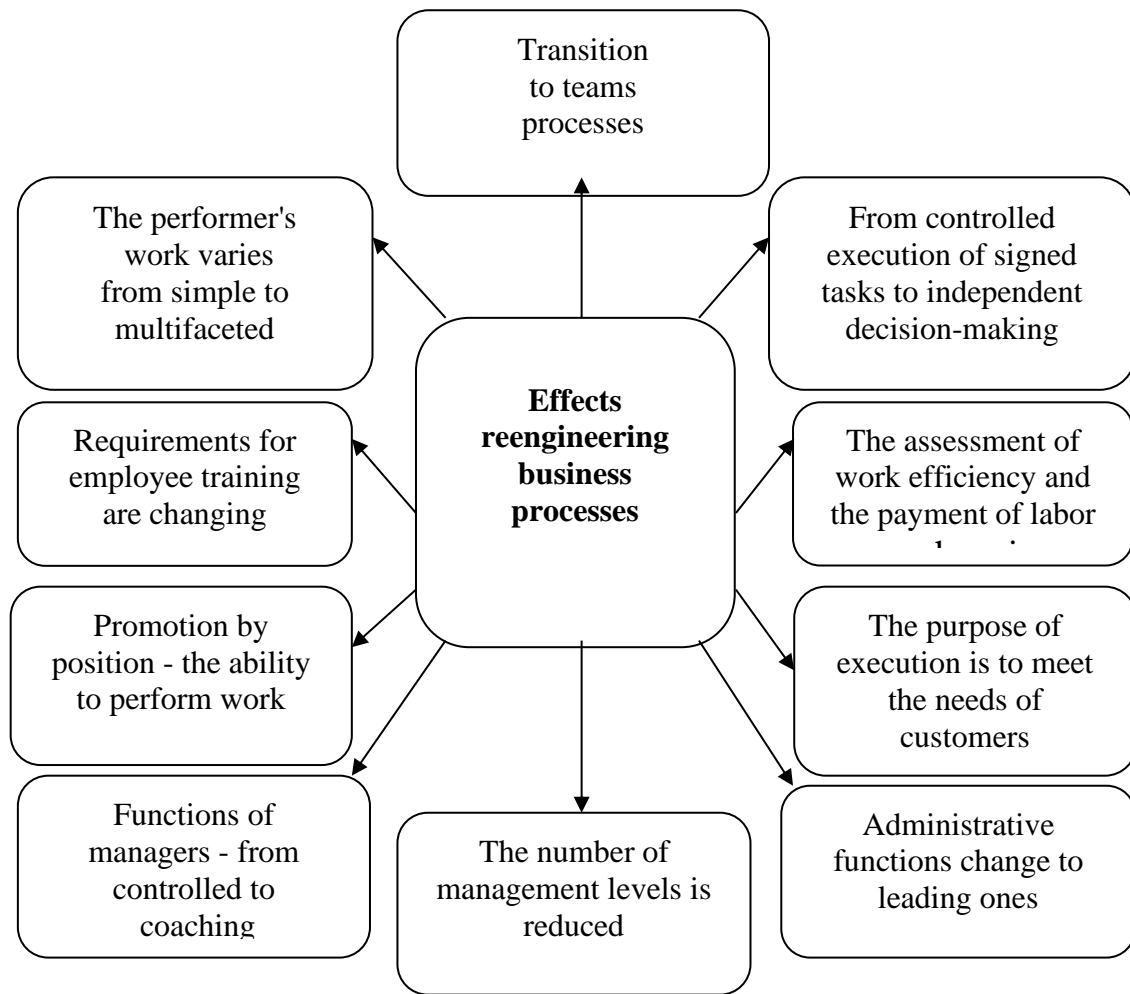 Transition
to teams
processes
The performer's
work varies
from simple to
multifaceted
From controlled
execution of signed
tasks to independent
decision-making
Effects
reengineering
business
processes
Requirements for
employee training
are changing
The assessment of
work efficiency and
the payment of labor
Promotion by
position - the ability
to perform work
The purpose of
execution is to meet
the needs of
customers
Functions of
managers - from
controlled to
coaching
The number of
management levels is
reduced
Administrative
functions change to
leading ones